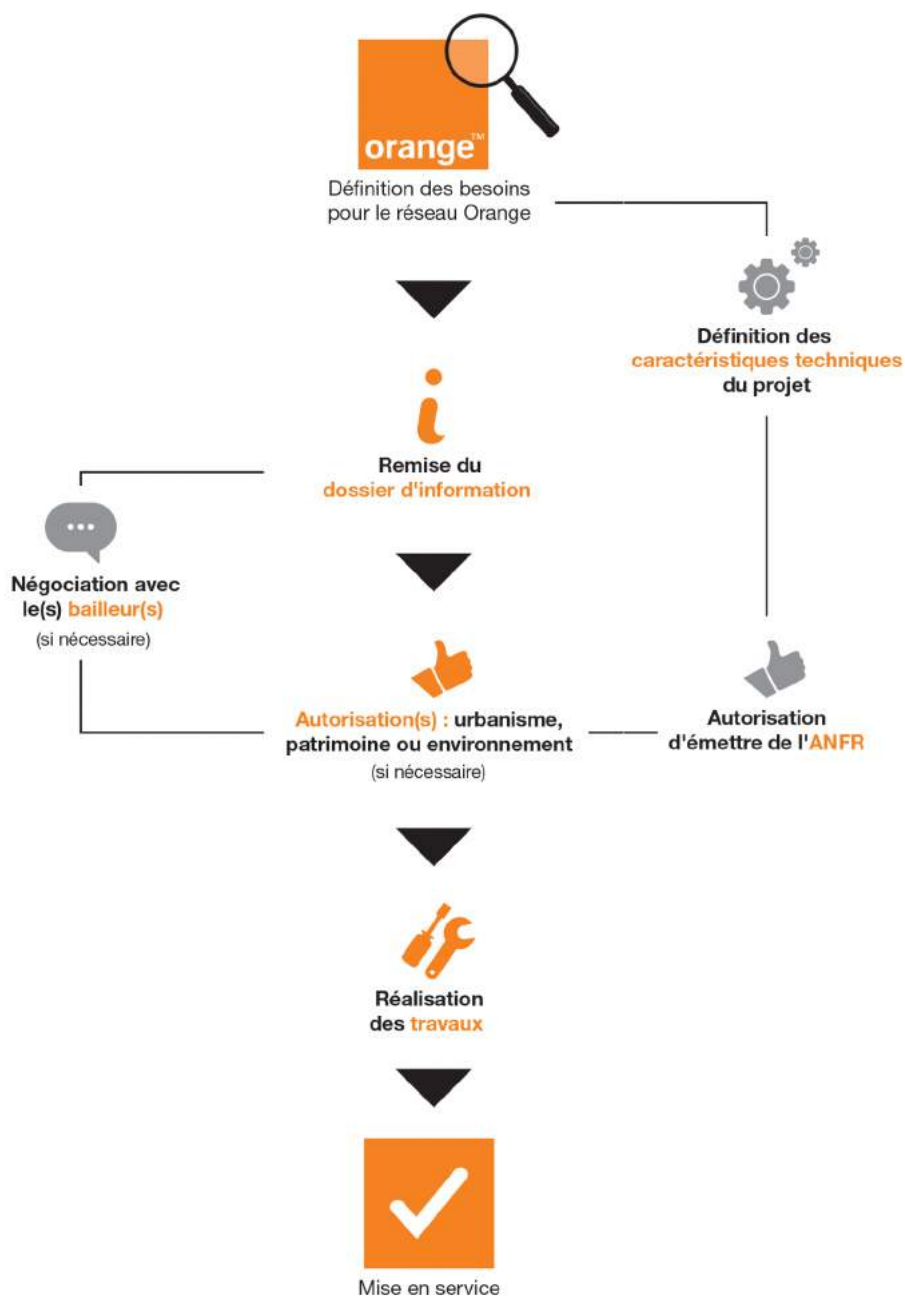 orange™
Définition des besoins
pour le réseau Orange
Définition des
caractéristiques techniques
du projet
Remise du
dossier d'information
Négociation avec
le(s) bailleur(s)
(si nécessaire)
Autorisation(s) : urbanisme,
patrimoine ou environnement
(si nécessaire)
Autorisation
d'émettre de l'ANFR
Réalisation
des travaux
Mise en service